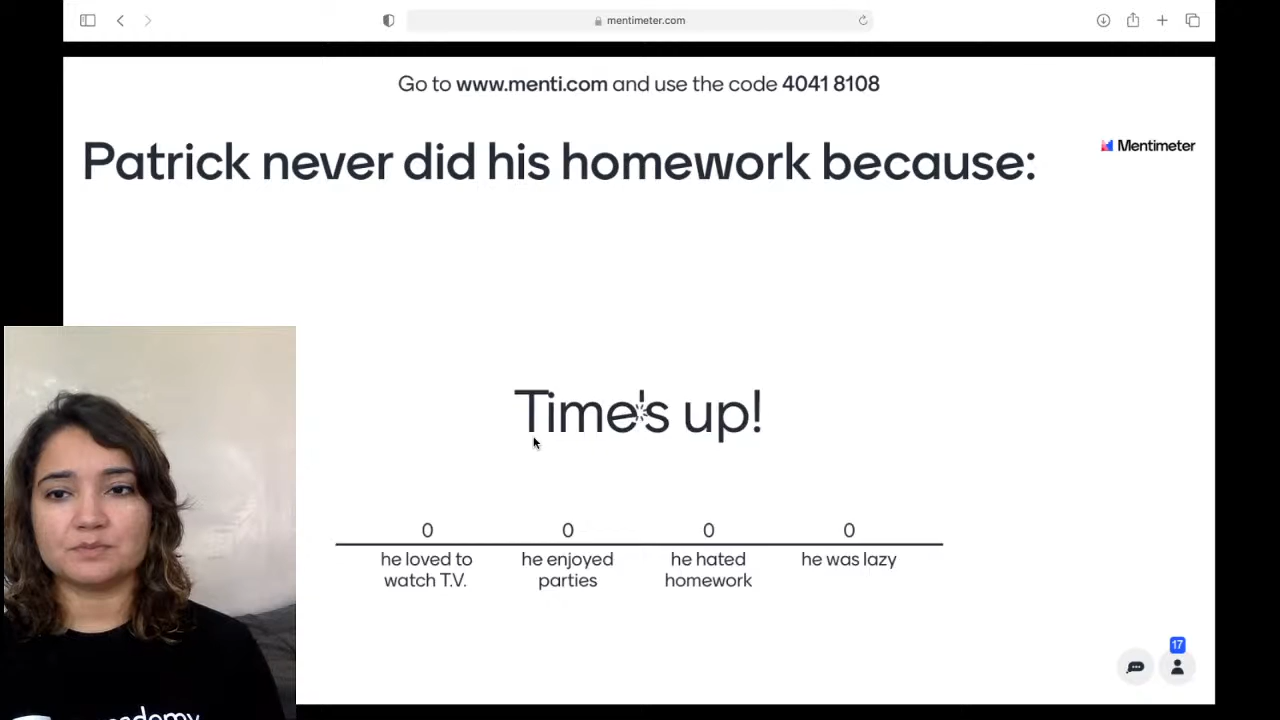 mentimeter.com
Go to www.menti.com and use the code 4041 8108
Patrick never did his homework because:
Mentimeter
Time's up!
0 0 0 0
he loved to he enjoyed he hated he was lazy
watch T.V. parties homework
17